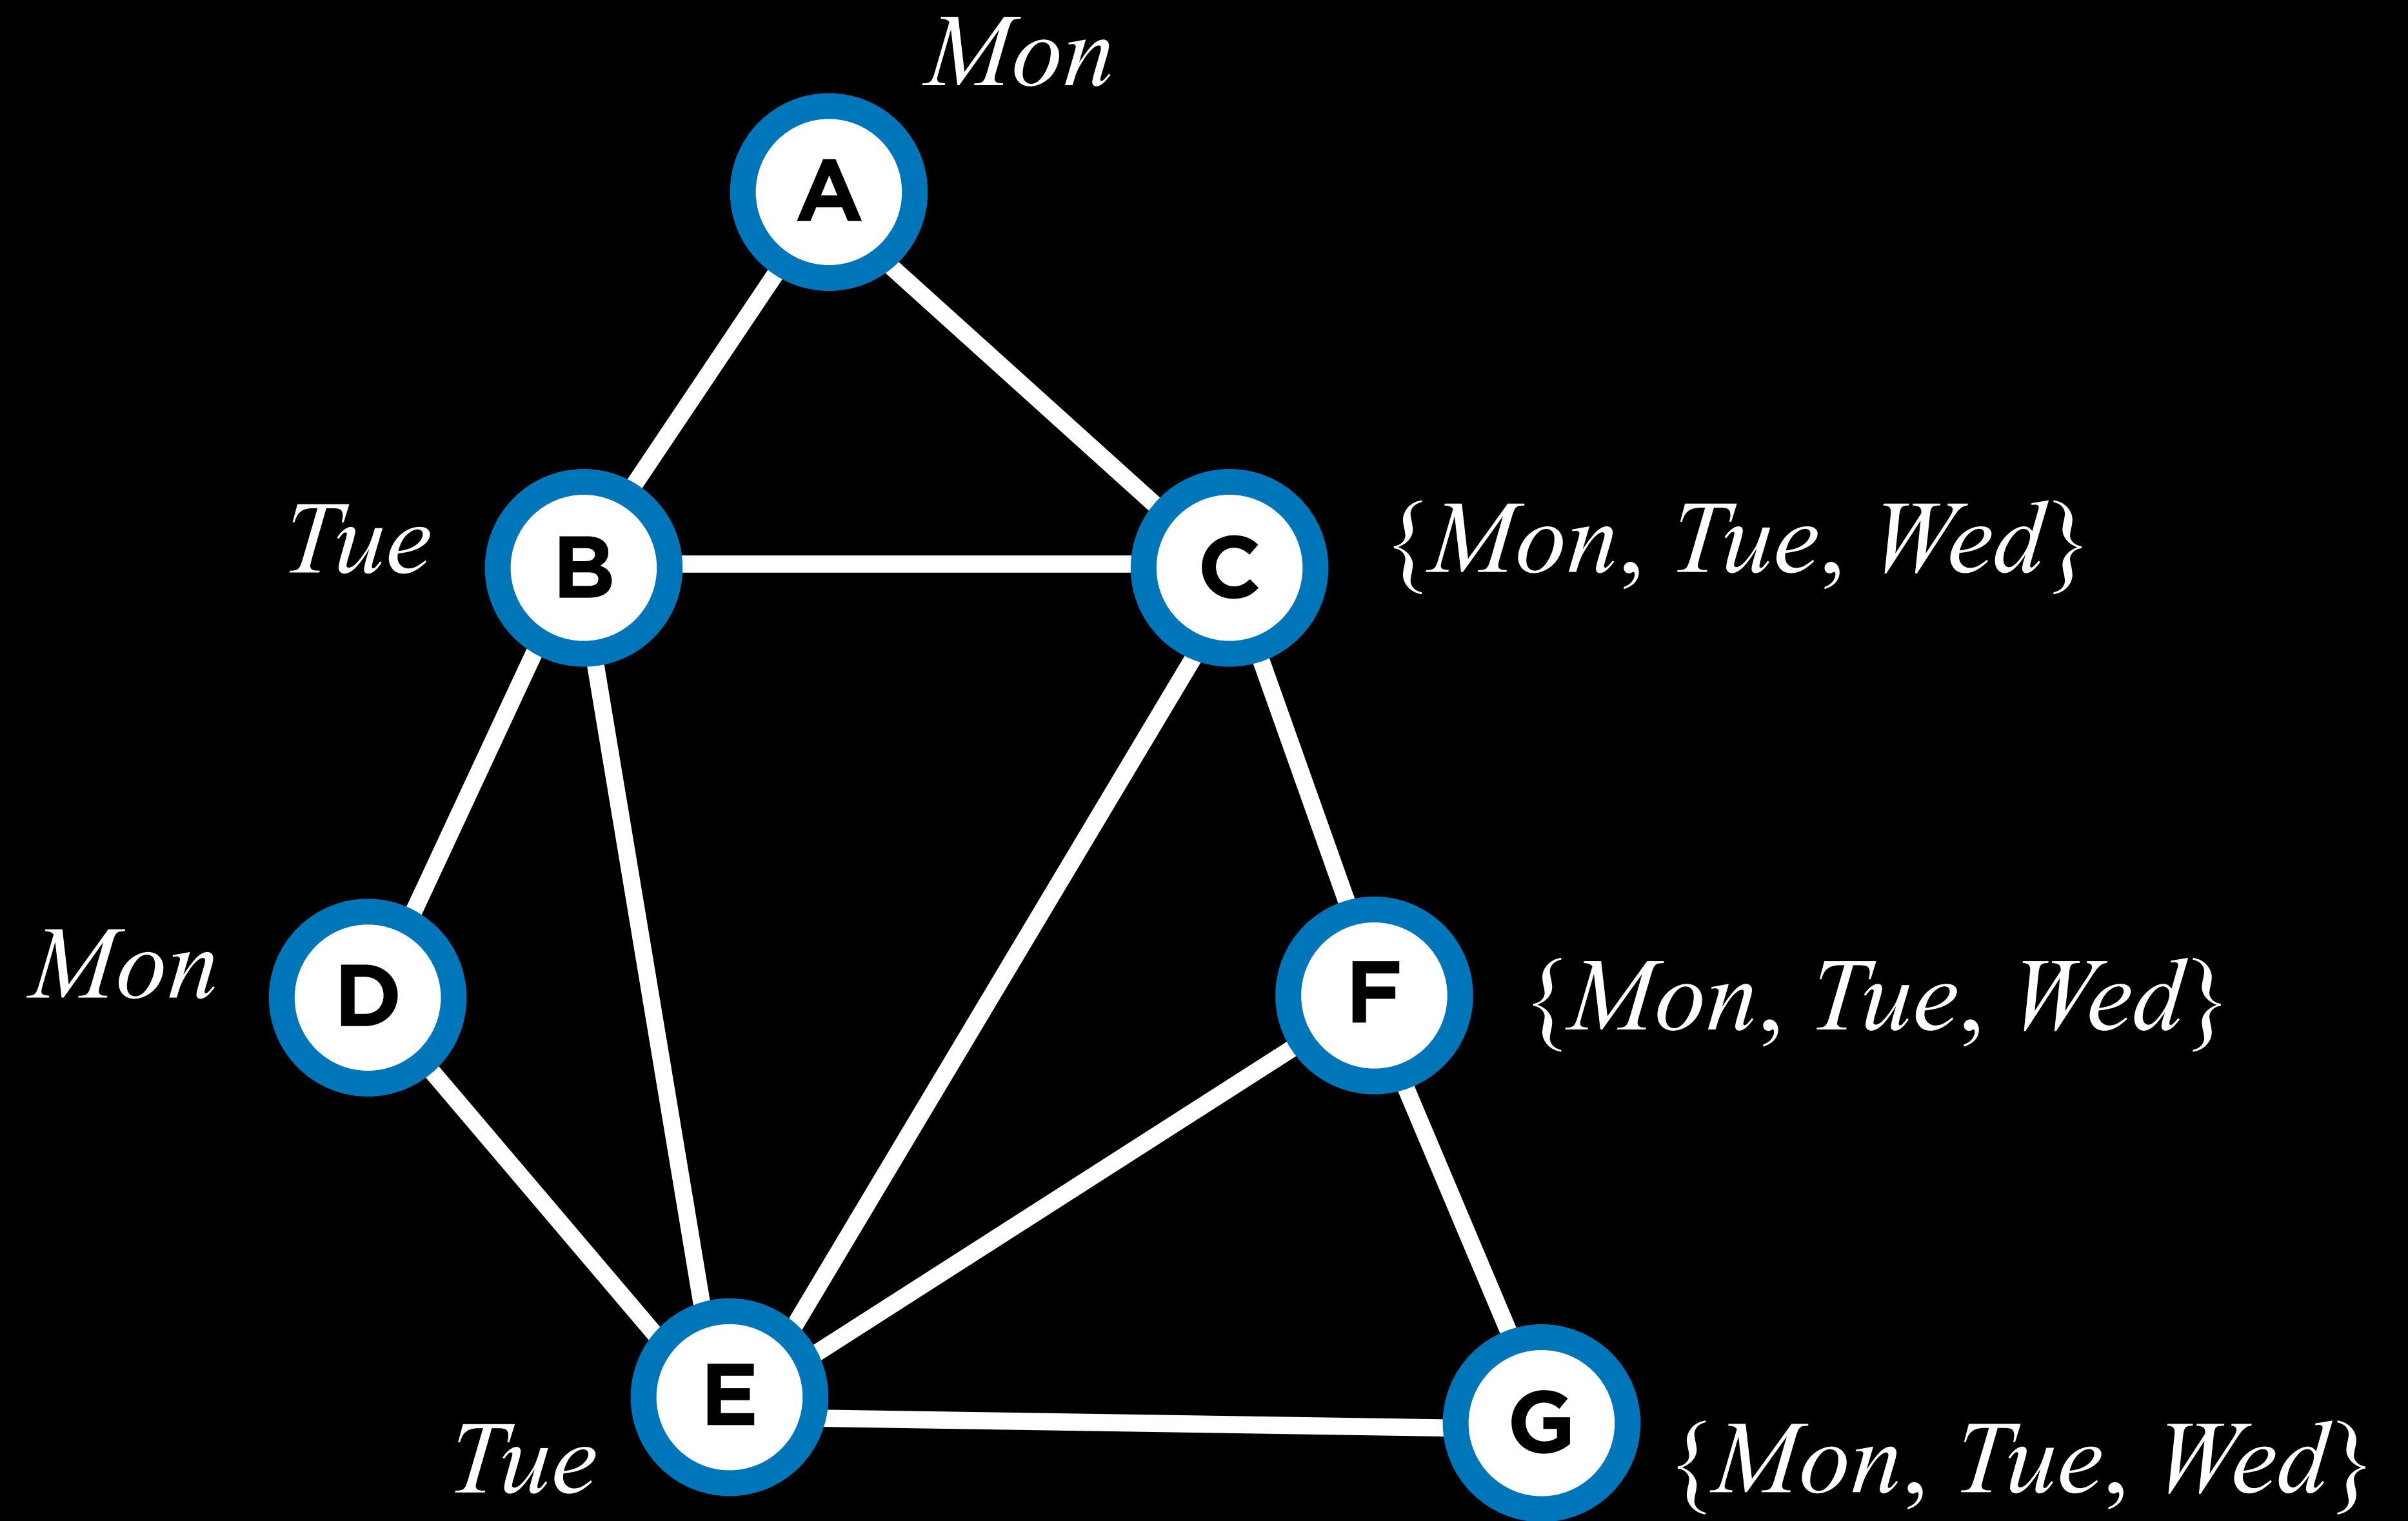 Mon
A
Tue
B
C
{Mon, Tue, Wed}
Mon
D
F
{Mon, Tue, Wed}
E
Tue
G
{Mon, Tue, Wed}